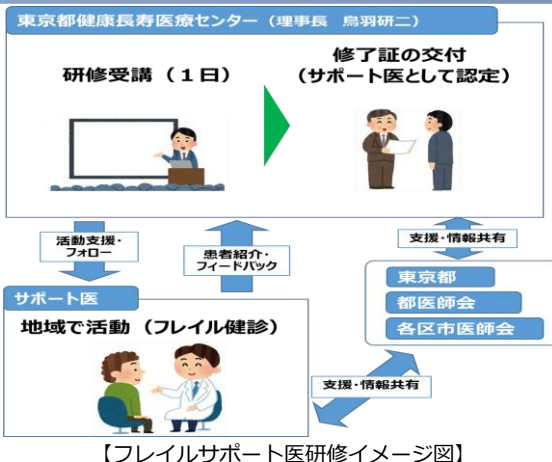 東京都健康長寿医療センター（理事長　鳥羽研二）
研修受講（１日）
修了証の交付
（サポート医として認定）
活動支援・
フォロー
患者紹介・
フィードバック
支援・情報共有
サポート医
地域で活動（フレイル健診）
東京都
都医師会
各区市医師会
支援・情報共有
【フレイルサポート医研修イメージ図】